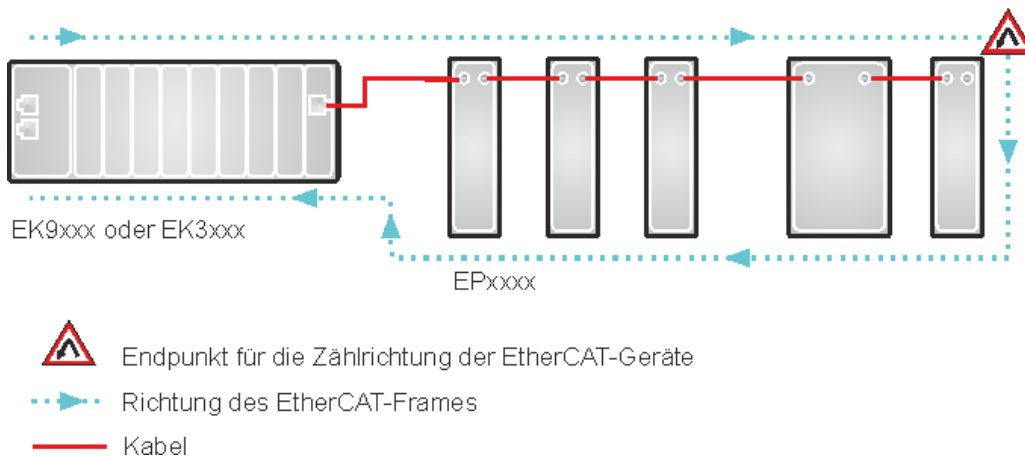 EK9xxx oder EK3xxx
EPxxxx
Endpunkt für die Zählrichtung der EtherCAT-Geräte
Richtung des EtherCAT-Frames
Kabel